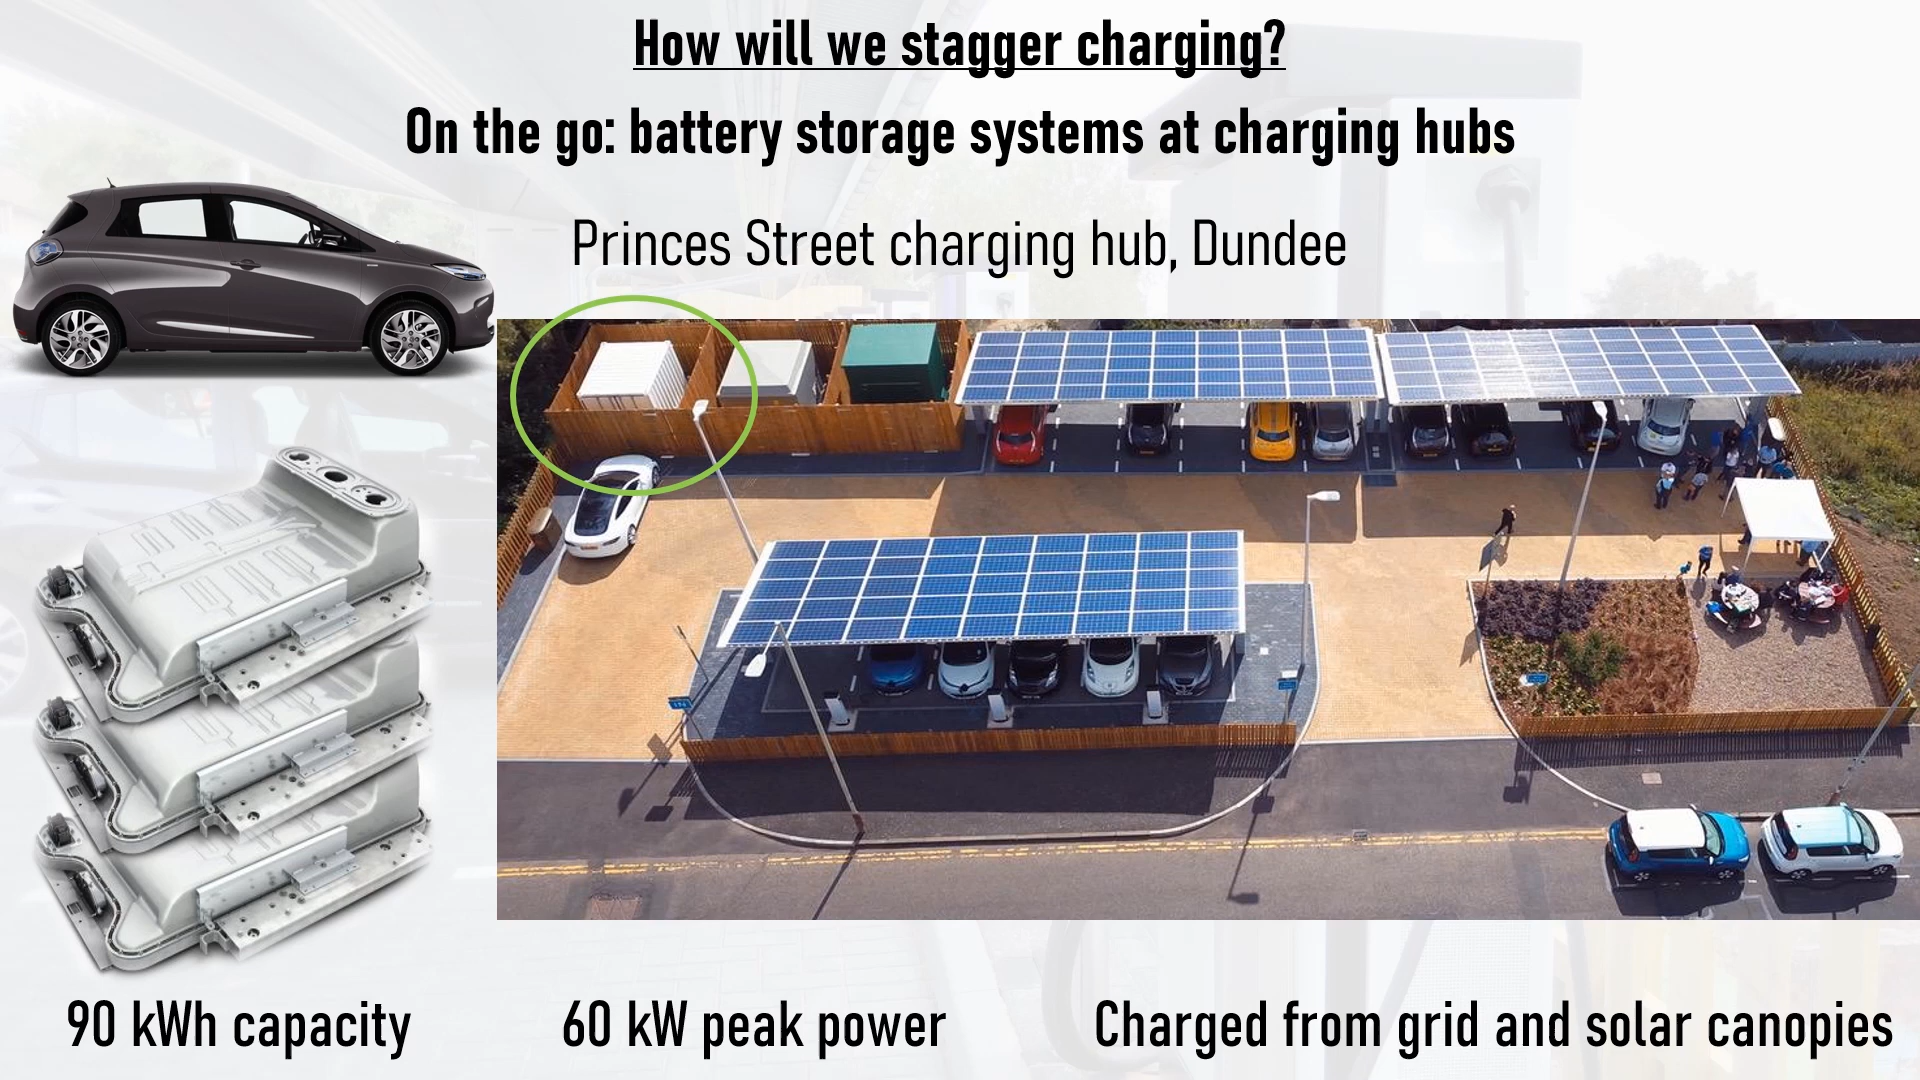 How will we stagger charging?
On the go: battery storage systems at charging hubs
Princes Street charging hub, Dundee
90 kWh capacity
60 kW peak power
Charged from grid and solar canopies